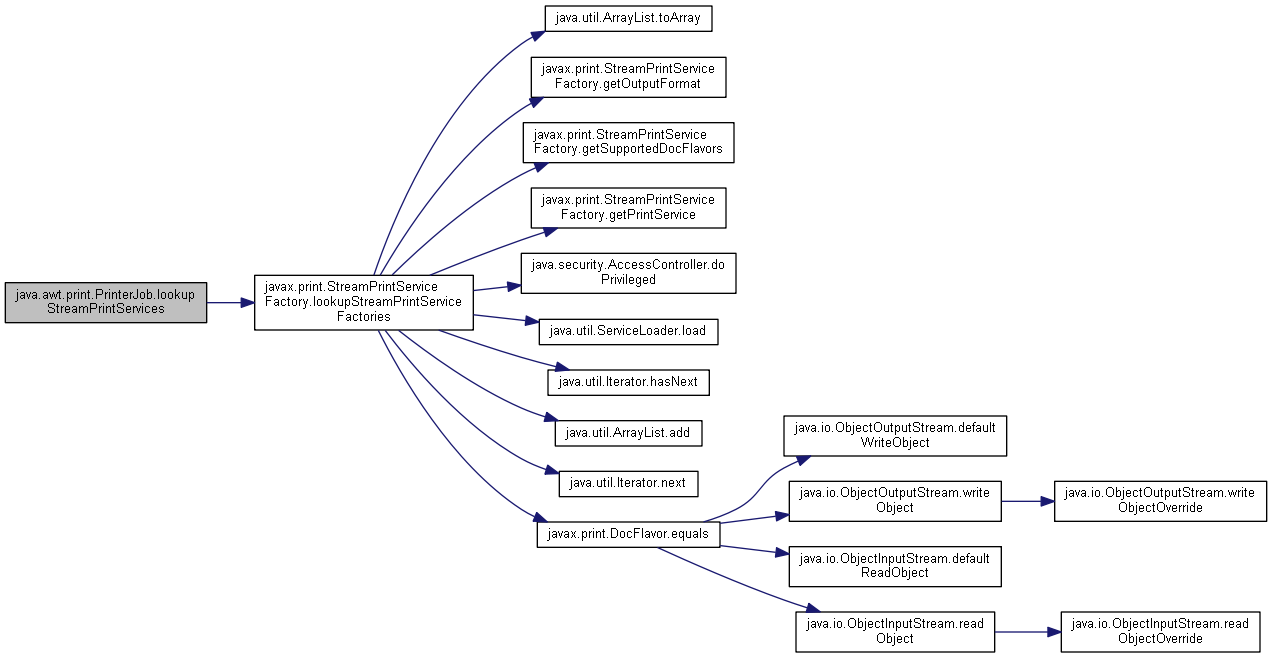 java.util.ArrayList.toArray
javax.print.StreamPrintService
Factory.getOutputFormat
javax.print.StreamPrintService
Factory.getSupportedDocFlavors
javax.print.StreamPrintService
Factory.getPrintService
java.security.AccessController.do
Privileged
java.awt.print.PrinterJob.lookup
StreamPrintServices
javax.print.StreamPrintService
Factory.lookupStreamPrintService
Factories
java.util.ServiceLoader.load
java.util.Iterator.hasNext
java.util.ArrayList.add
java.util.Iterator.next
javax.print.DocFlavor.equals
java.io.ObjectOutputStream.default
WriteObject
java.io.ObjectOutputStream.write
Object
java.io.ObjectOutputStream.write
ObjectOverride
java.io.ObjectInputStream.default
ReadObject
java.io.ObjectInputStream.read
Object
java.io.ObjectInputStream.read
ObjectOverride